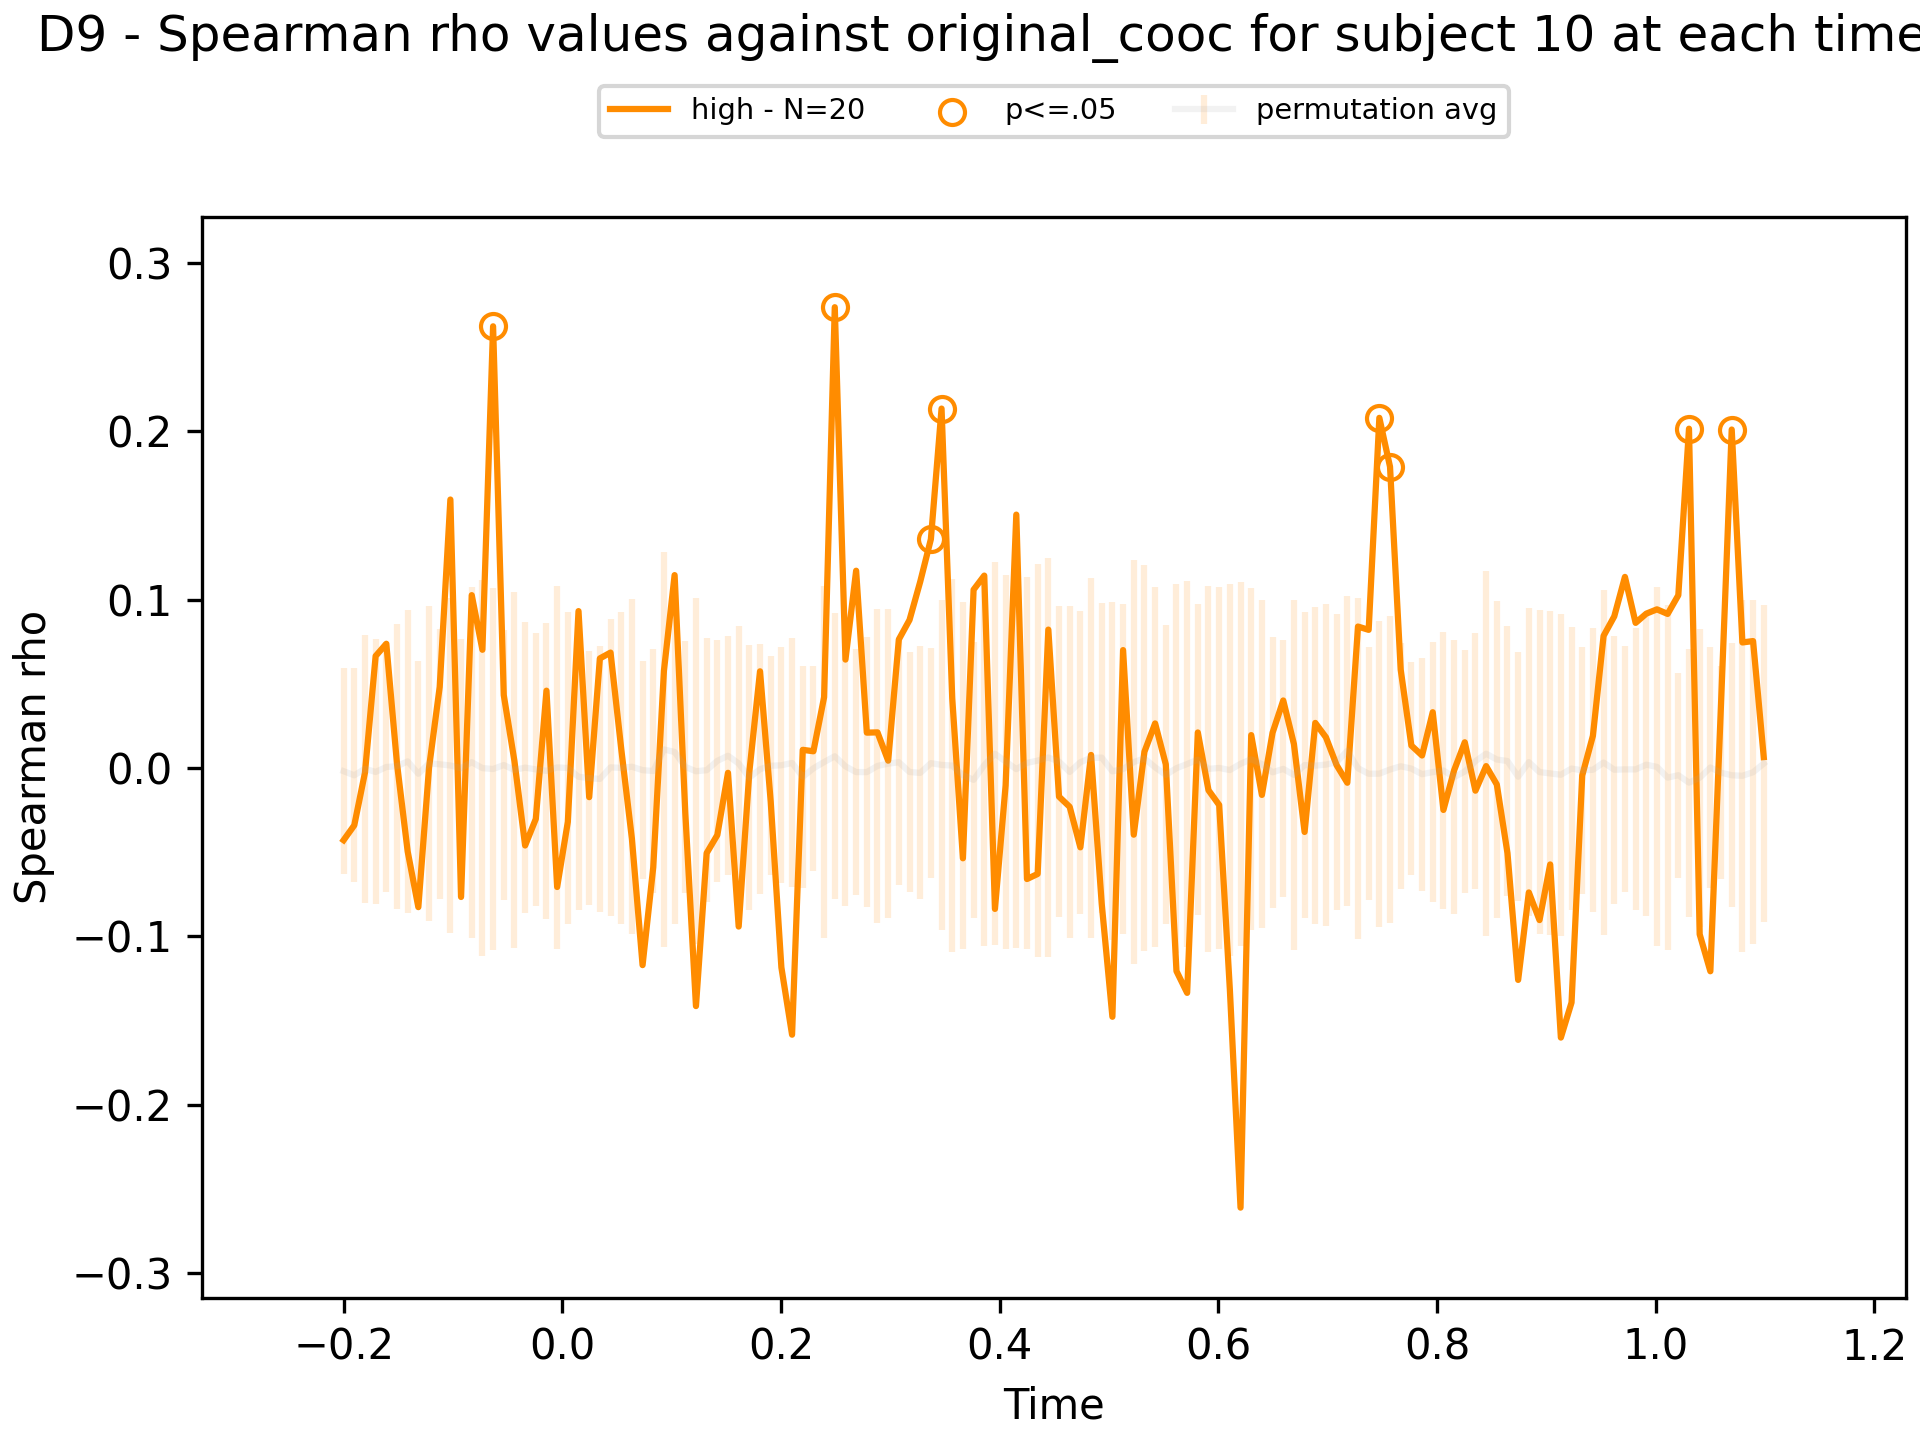 D9 - Spearman rho values against original_cooc for subject 10 at each time
high - N=20 p<=.05 permutation avg
0.3
0.2
0.1
0.0
−0.1
−0.2
−0.3
Spearman rho
−0.2 0.0 0.2 0.4 0.6 0.8 1.0 1.2
Time